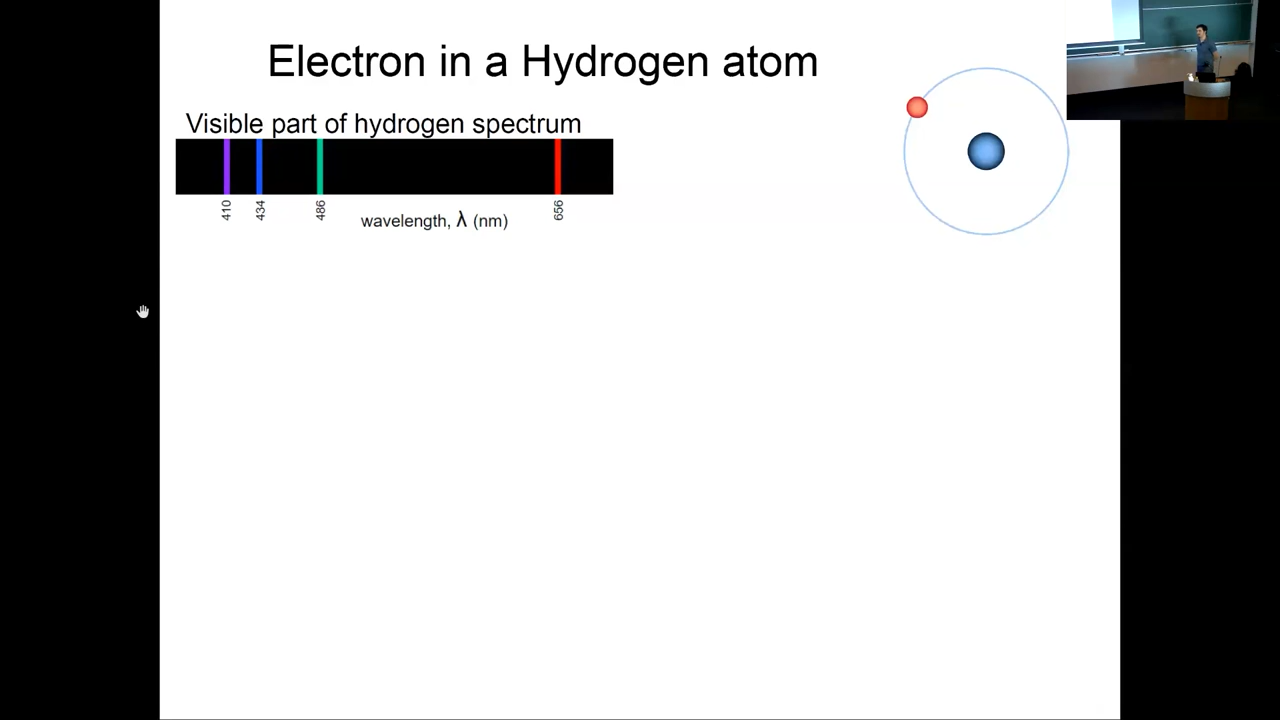 Electron in a Hydrogen atom
Visible part of hydrogen spectrum
410 434 486 656
wavelength, λ (nm)